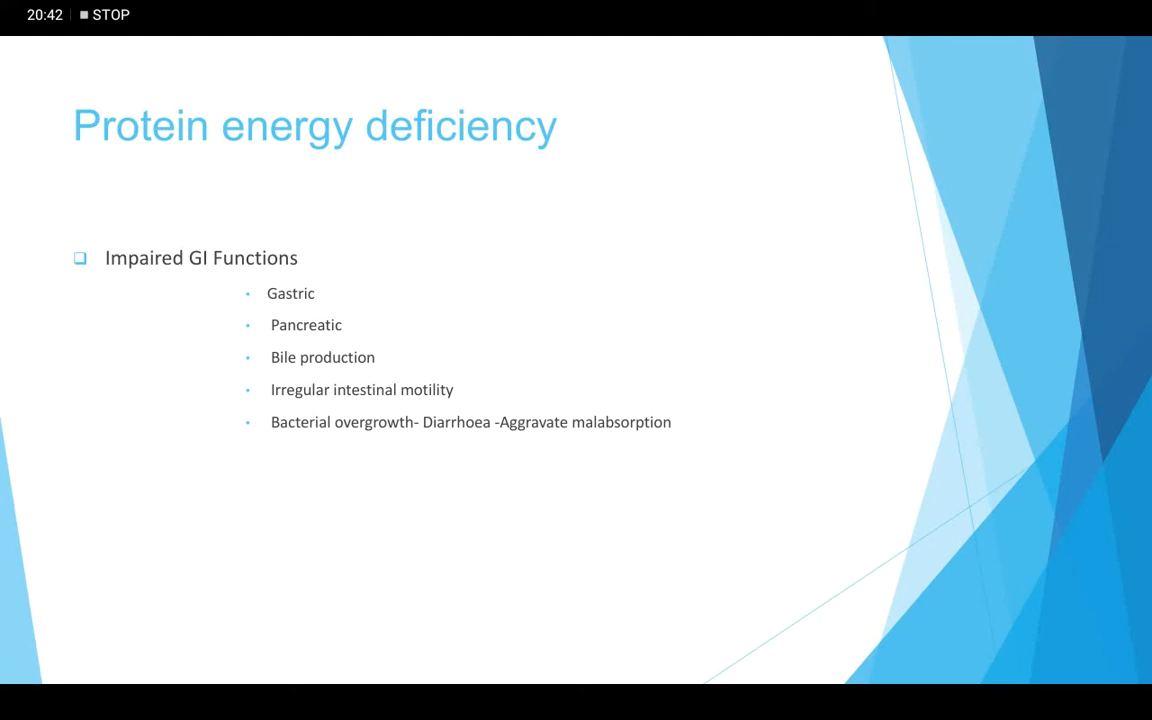 20:42 STOP
Protein energy deficiency
Impaired GI Functions
Gastric
Pancreatic
Bile production
Irregular intestinal motility
Bacterial overgrowth- Diarrhoea -Aggravate malabsorption